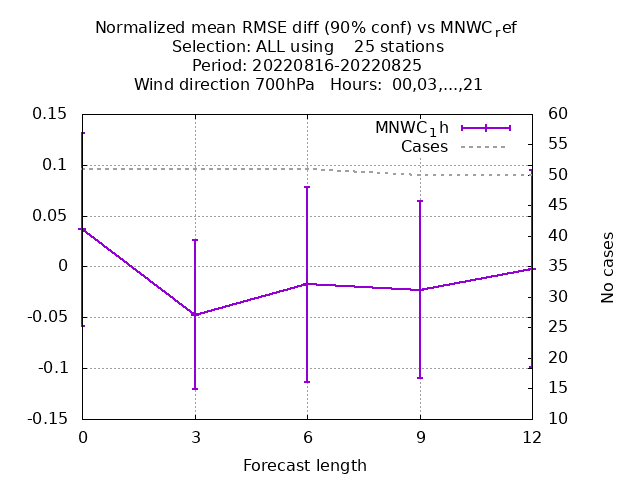 Normalized mean RMSE diff (90% conf) vs MNWCref
Selection: ALL using 25 stations
Period: 20220816-20220825
Wind direction 700hPa Hours: 00,03,...,21
MNWC1h
Cases
0.15
0.1
0.05
0
-0.05
-0.1
-0.15
60
55
50
45
40
35
30
25
20
15
10
No cases
0 3 6 9 12
Forecast length